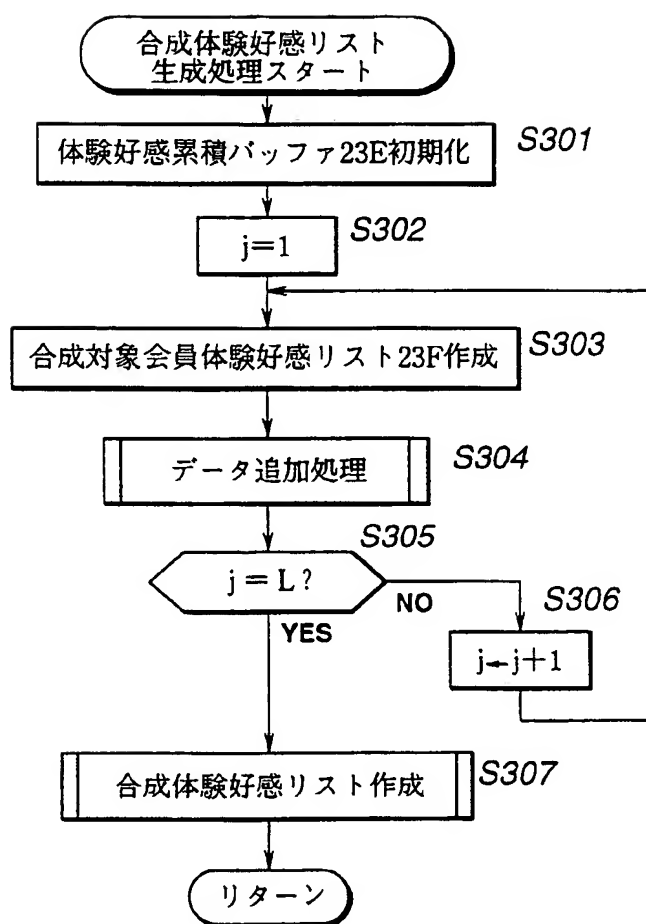 合成体験好感リスト
生成処理スタート
体験好感累積バッファ23E初期化
S301
j=1
S302
合成対象会員体験好感リスト23F作成
S303
データ追加処理
S304
S305
j=L?
NO
YES
S306
j←j+1
合成体験好感リスト作成
S307
リターン